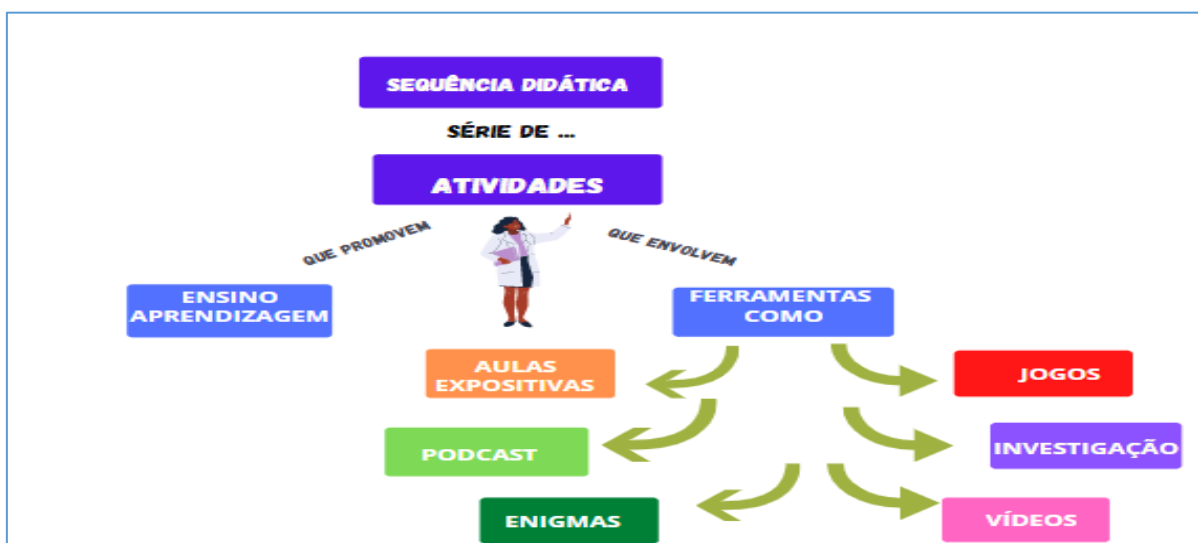 SEQUÊNCIA DIDÁTICA
SÉRIE DE ...
ATIVIDADES
QUE PROMOVEM
QUE ENVOLVEM
ENSINO
APRENDIZAGEM
FERRAMENTAS
COMO
AULAS
EXPOSITIVAS
JOGOS
PODCAST
INVESTIGAÇÃO
ENIGMAS
VÍDEOS